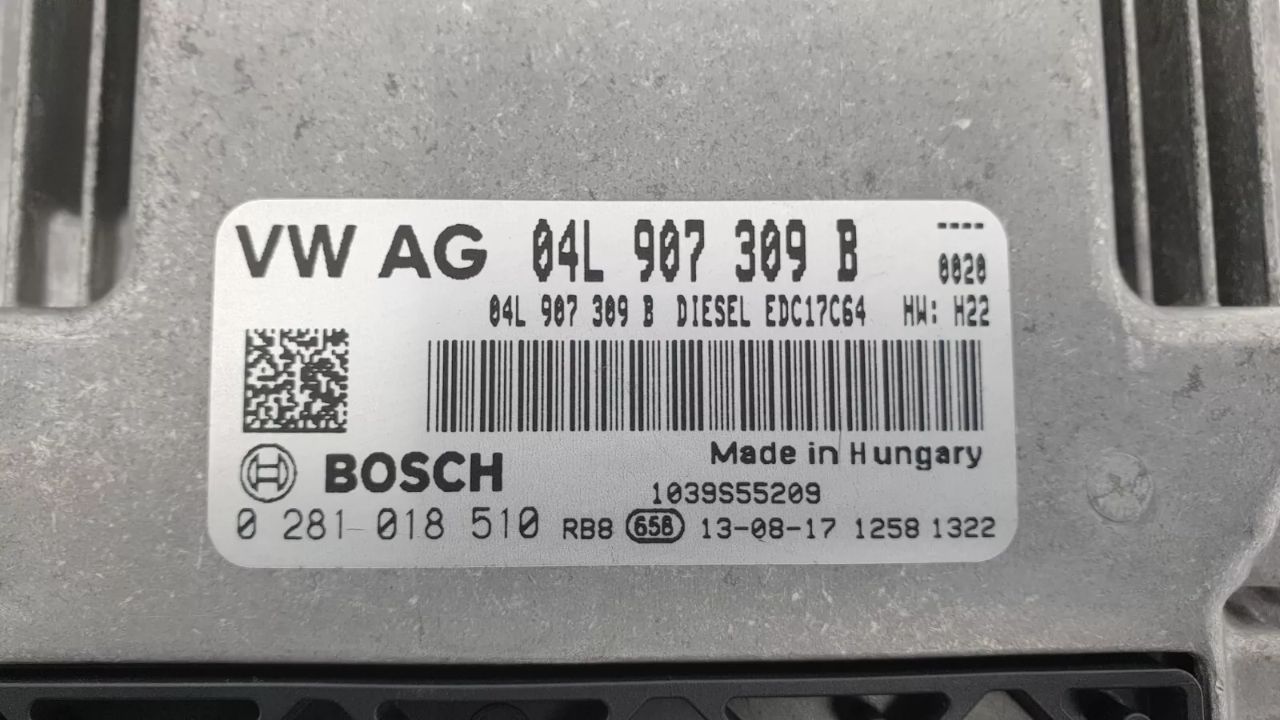 VW AG 04L 907 309 B ----
0020
04L 907 309 B DIESEL EDC17C64 HW: H22
Made in Hungary
BOSCH
1039S55209
0 281 018 510 RB8 656 13-08-17 1258 1322